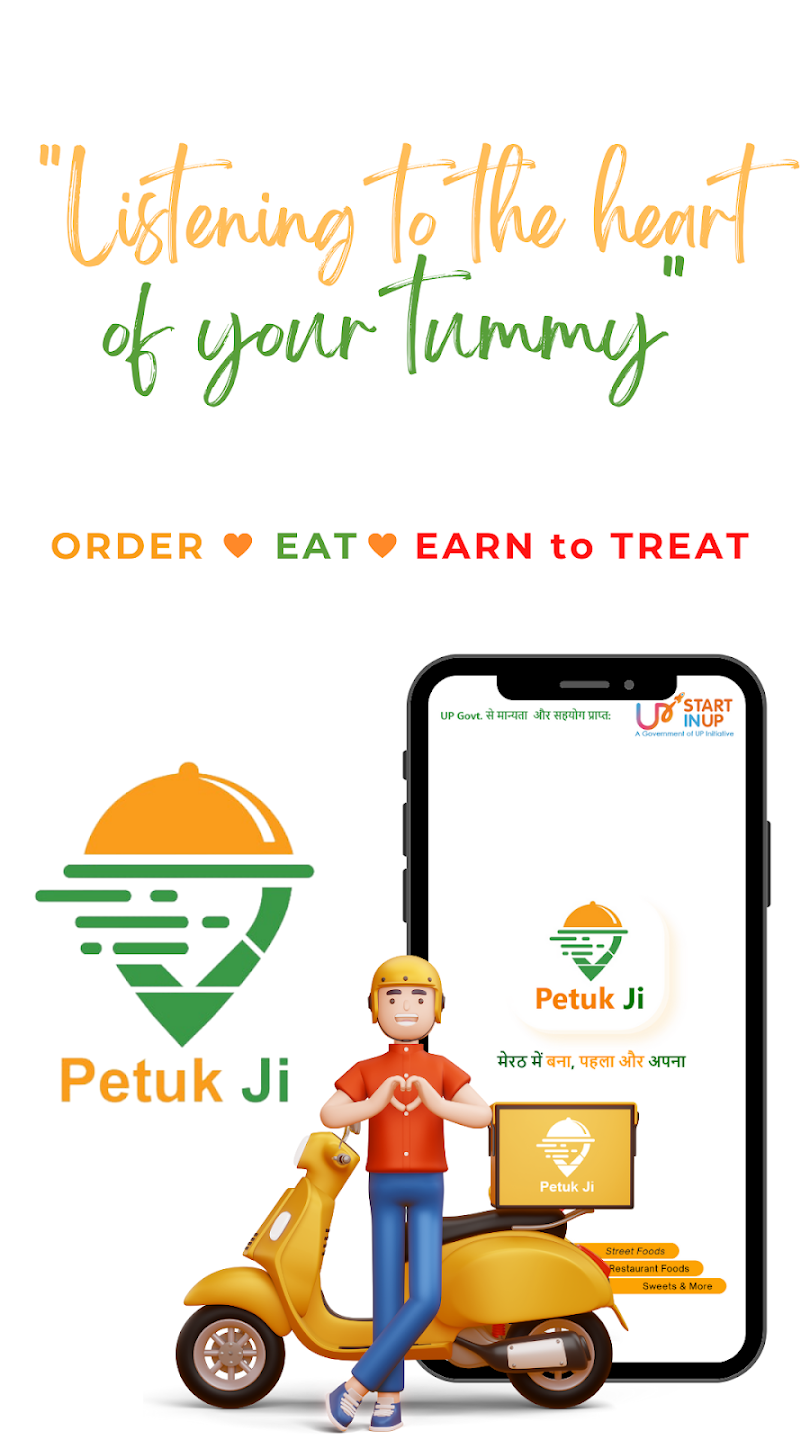 "Listening to the heart
of your tummy"
ORDER 🧡 EAT 🧡 EARN to TREAT
UP Govt. से मान्यता और सहयोग प्राप्त:
UP START
INUP
A Government of UP Initiative
Petuk Ji
Petuk Ji
मेरठ में बना, पहला और अपना
Petuk Ji
Street Foods
Restaurant Foods
Sweets & More